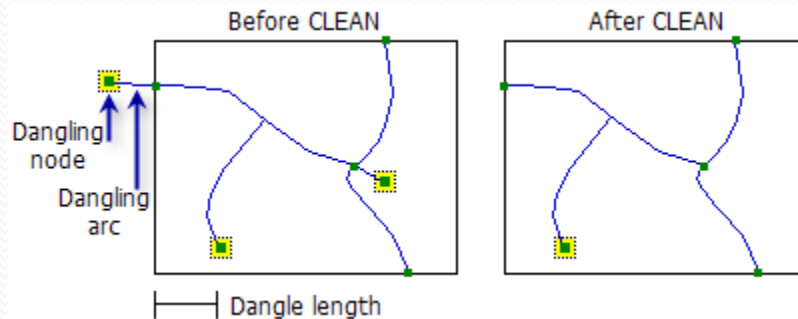 Before CLEAN
After CLEAN
Dangling
node
Dangling
arc
Dangle length